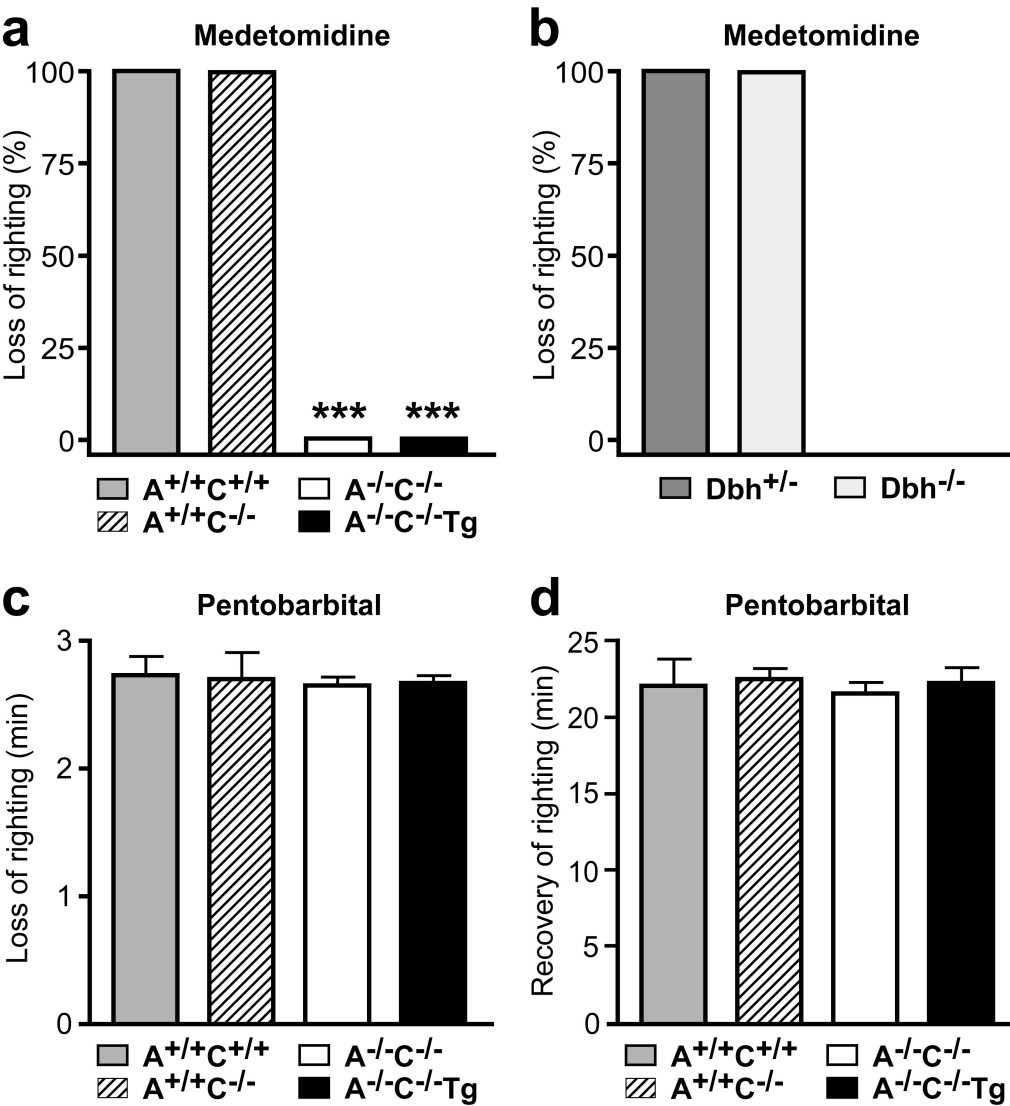 a
Medetomidine
Loss of righting (%)
100
75
50
25
0
***
***
A+/+C+/+
A-/-C-/-
A+/+C-/-
A-/-C-/-Tg
b
Medetomidine
Loss of righting (%)
100
75
50
25
0
Dbh+/-
Dbh-/-
c
Pentobarbital
Loss of righting (min)
3
2
1
0
A+/+C+/+
A-/-C-/-
A+/+C-/-
A-/-C-/-Tg
d
Pentobarbital
Recovery of righting (min)
25
20
15
10
5
0
A+/+C+/+
A-/-C-/-
A+/+C-/-
A-/-C-/-Tg